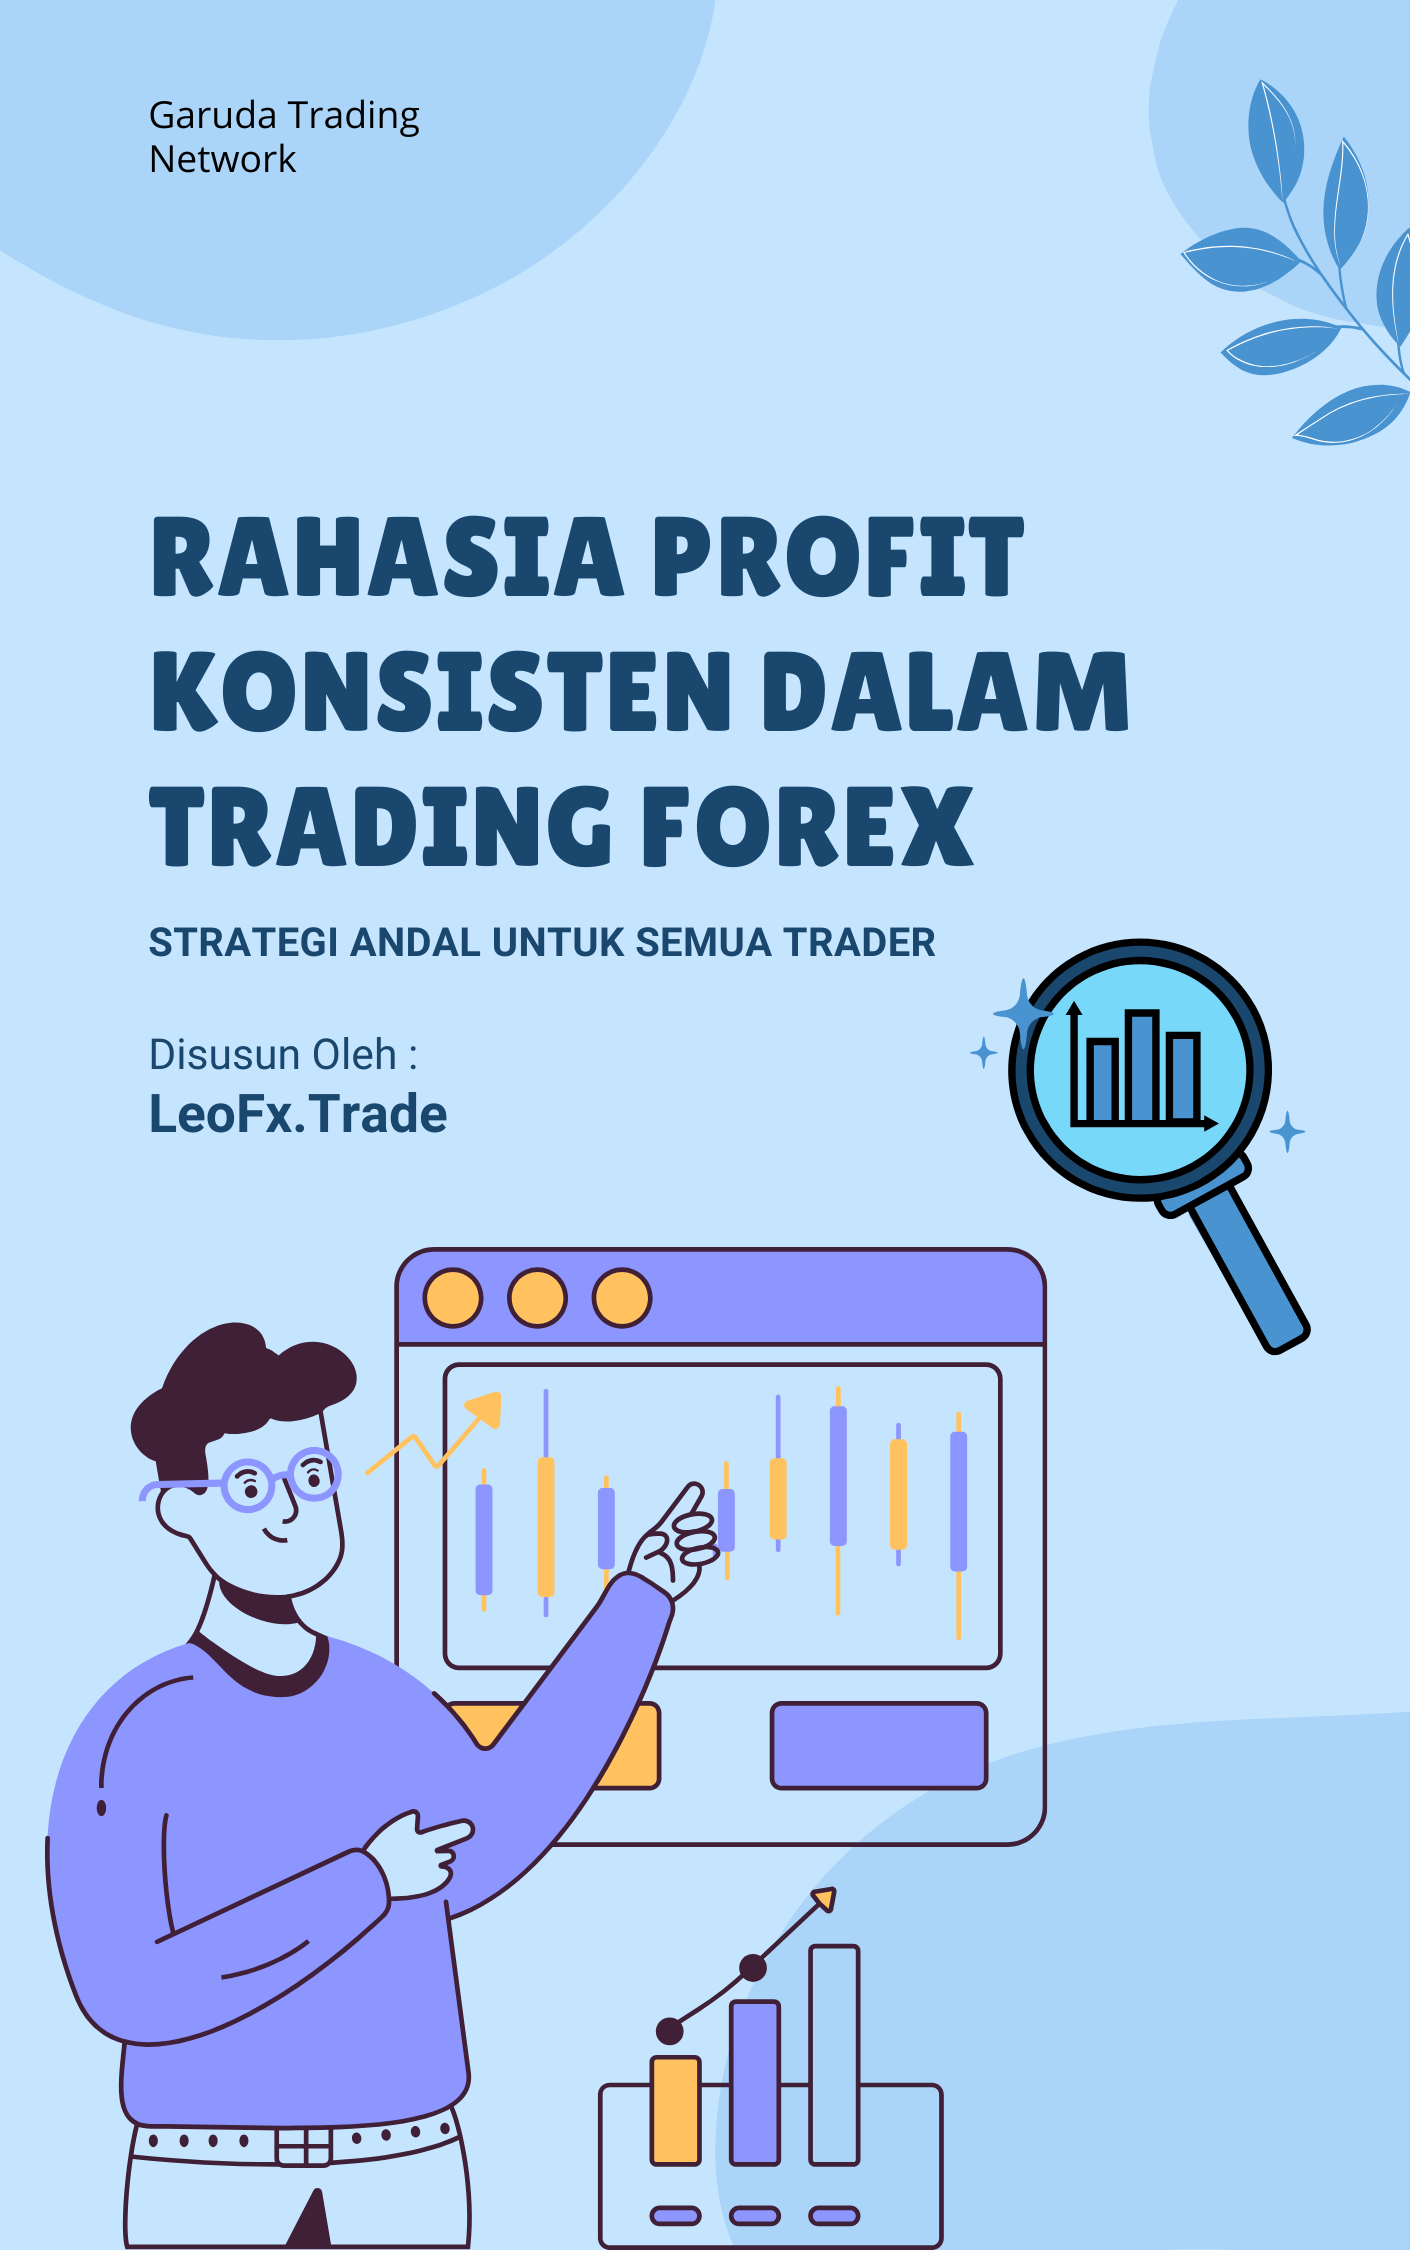 Garuda Trading
Network
RAHASIA PROFIT
KONSISTEN DALAM
TRADING FOREX
STRATEGI ANDAL UNTUK SEMUA TRADER
Disusun Oleh :
LeoFx.Trade